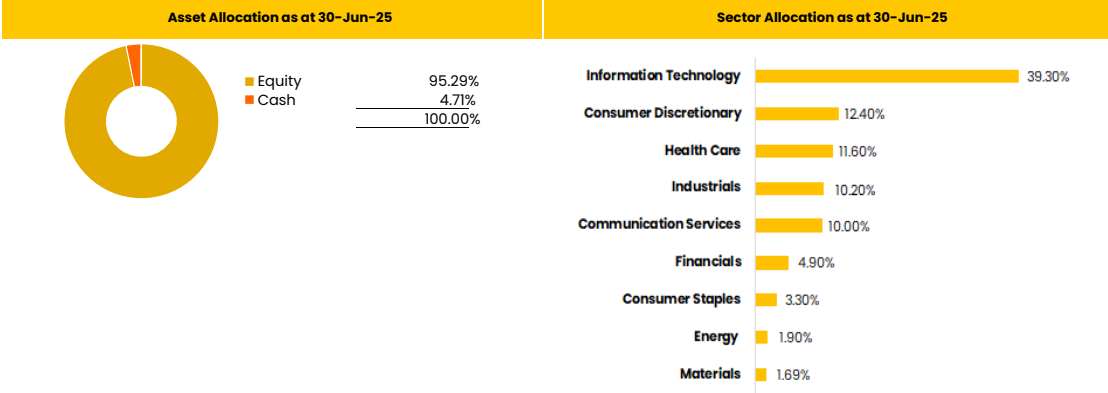 Asset Allocation as at 30-Jun-25
Equity 95.29%
Cash 4.71%
100.00%
Sector Allocation as at 30-Jun-25
Information Technology 39.30%
Consumer Discretionary 12.40%
Health Care 11.60%
Industrials 10.20%
Communication Services 10.00%
Financials 4.90%
Consumer Staples 3.30%
Energy 1.90%
Materials 1.69%